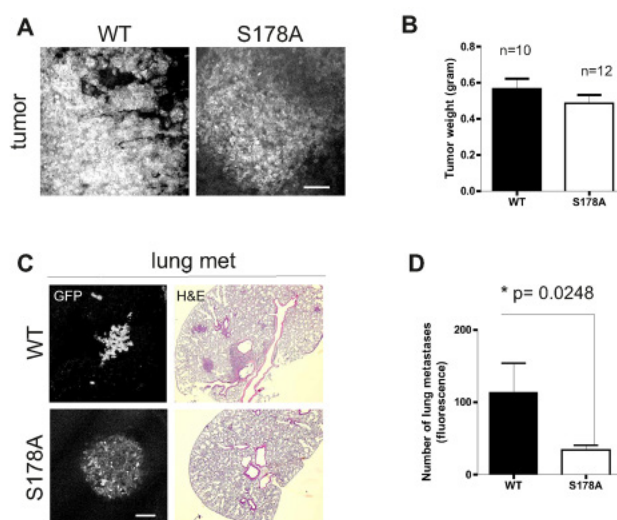 A
WT
S178A
tumor
B
Tumor weight (gram)
0.8
0.6
0.4
0.2
0.0
n=10
n=12
WT
S178A
C
lung met
GFP
H&E
WT
S178A
D
* p= 0.0248
Number of lung metastases
(fluorescence)
200
100
0
WT
S178A